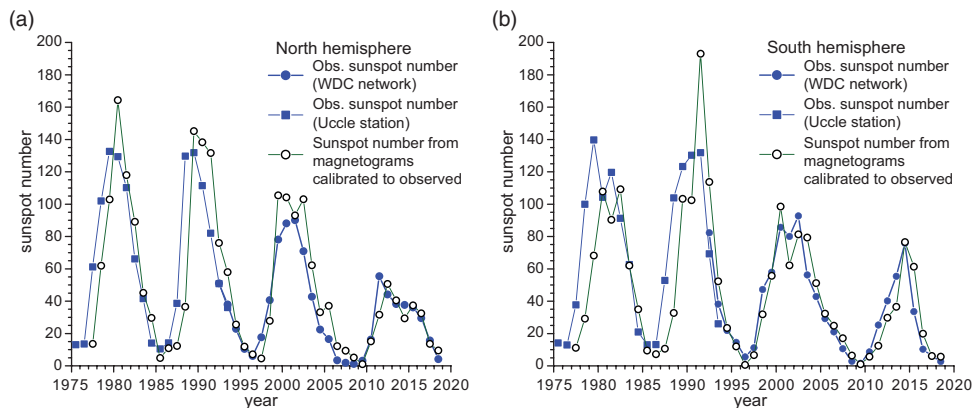 (a)
North hemisphere
Obs. sunspot number
(WDC network)
Obs. sunspot number
(Uccle station)
Sunspot number from
magnetograms
calibrated to observed
sunspot number
200
180
160
140
120
100
80
60
40
20
0
1975 1980 1985 1990 1995 2000 2005 2010 2015 2020
year
(b)
South hemisphere
Obs. sunspot number
(WDC network)
Obs. sunspot number
(Uccle station)
Sunspot number from
magnetograms
calibrated to observed
sunspot number
200
180
160
140
120
100
80
60
40
20
0
1975 1980 1985 1990 1995 2000 2005 2010 2015 2020
year